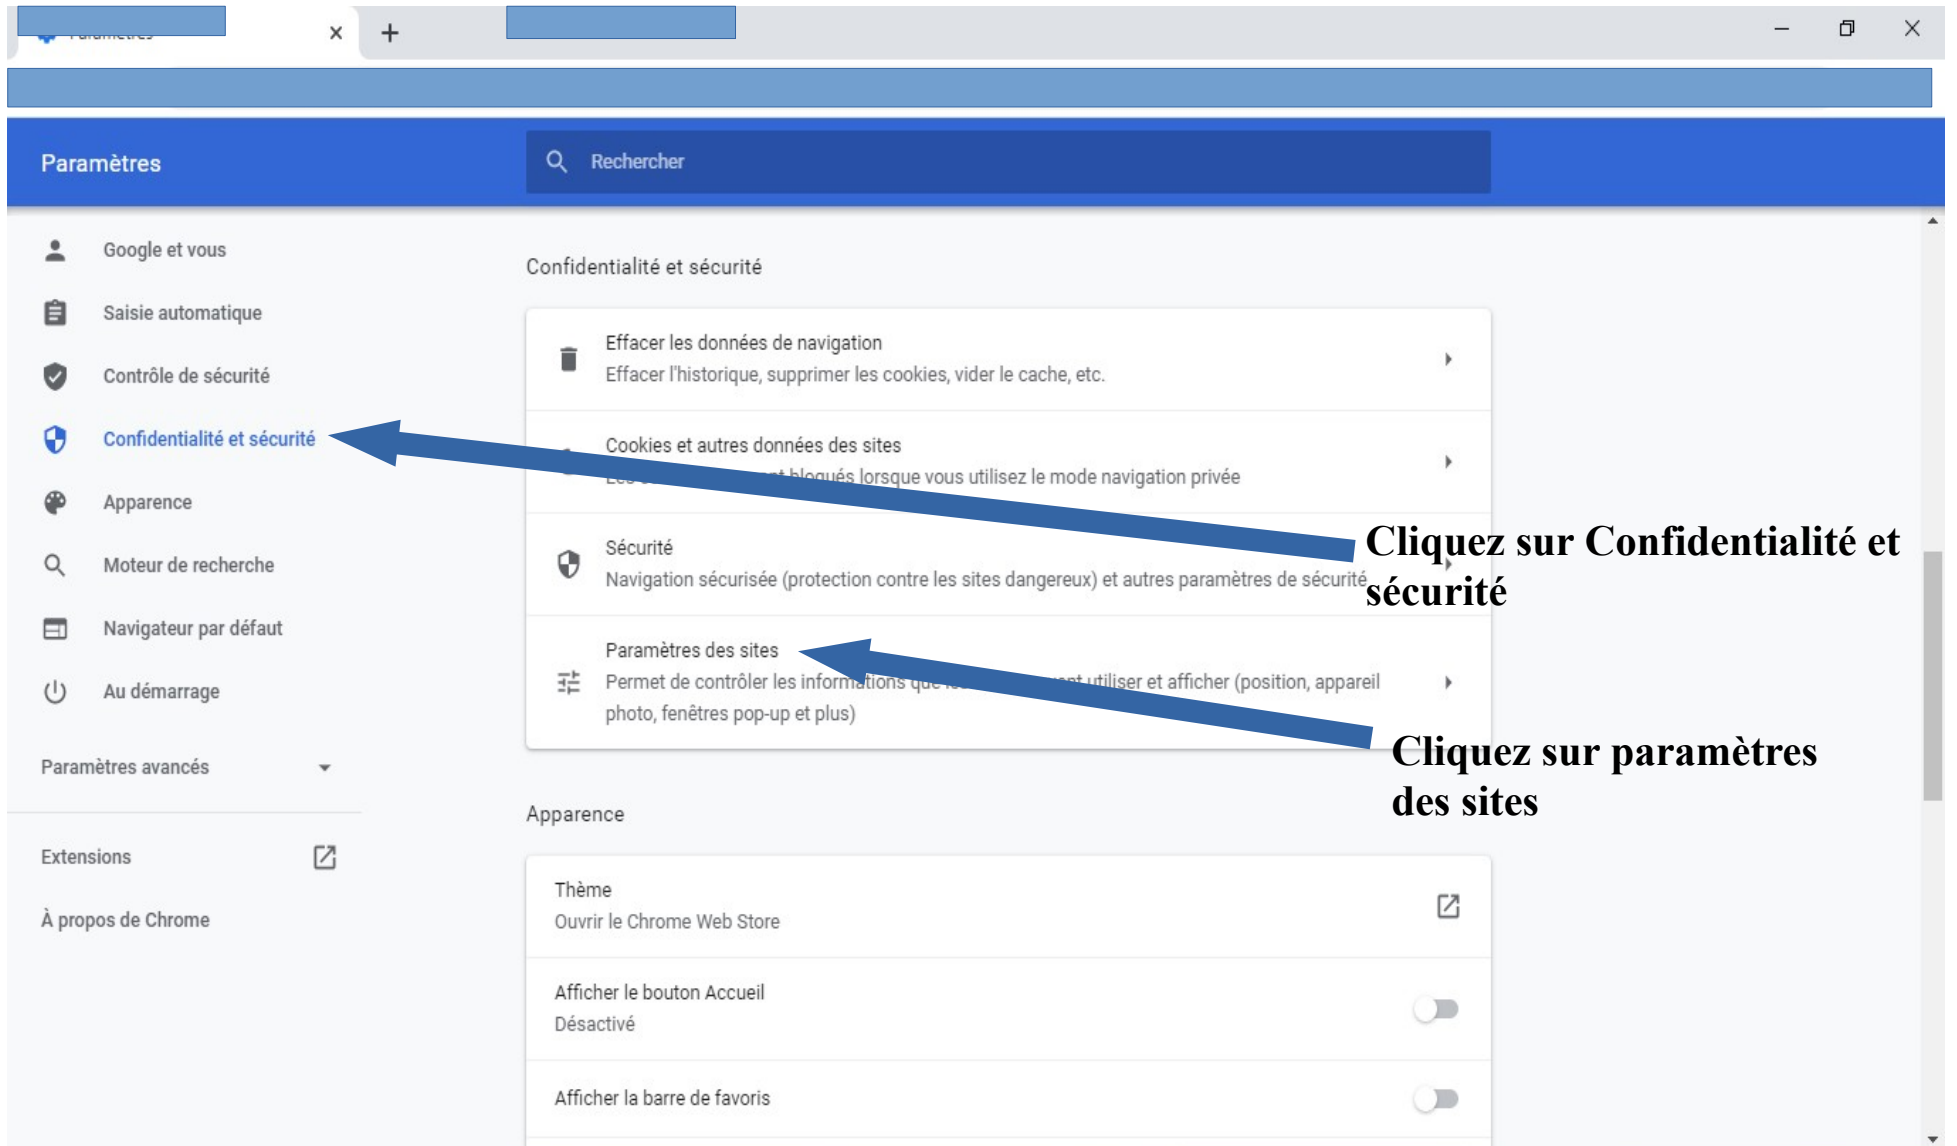 Paramètres
Paramètres
Rechercher
Google et vous
Saisie automatique
Contrôle de sécurité
Confidentialité et sécurité
Apparence
Moteur de recherche
Navigateur par défaut
Au démarrage
Paramètres avancés
Extensions
À propos de Chrome
Confidentialité et sécurité
Effacer les données de navigation
Effacer l'historique, supprimer les cookies, vider le cache, etc.
Cookies et autres données des sites
bloqués lorsque vous utilisez le mode navigation privée
Sécurité
Navigation sécurisée (protection contre les sites dangereux) et autres paramètres de sécurité
Cliquez sur Confidentialité et
sécurité
Paramètres des sites
Permet de contrôler les informations que utiliser et afficher (position, appareil
photo, fenêtres pop-up et plus)
Cliquez sur paramètres
des sites
Apparence
Thème
Ouvrir le Chrome Web Store
Afficher le bouton Accueil
Désactivé
Afficher la barre de favoris